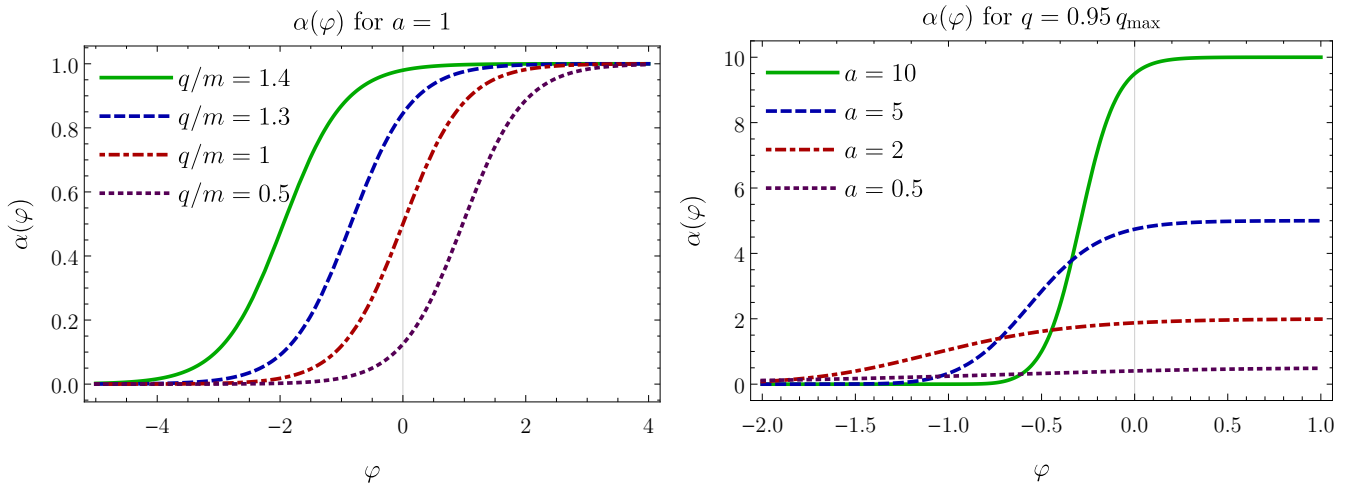 α(φ) for a = 1
α(φ)
1.0
0.8
0.6
0.4
0.2
0.0
q/m = 1.4
q/m = 1.3
q/m = 1
q/m = 0.5
−4
−2
0
2
4
φ
α(φ) for q = 0.95 q_max
α(φ)
10
8
6
4
2
0
a = 10
a = 5
a = 2
a = 0.5
−2.0
−1.5
−1.0
−0.5
0.0
0.5
1.0
φ